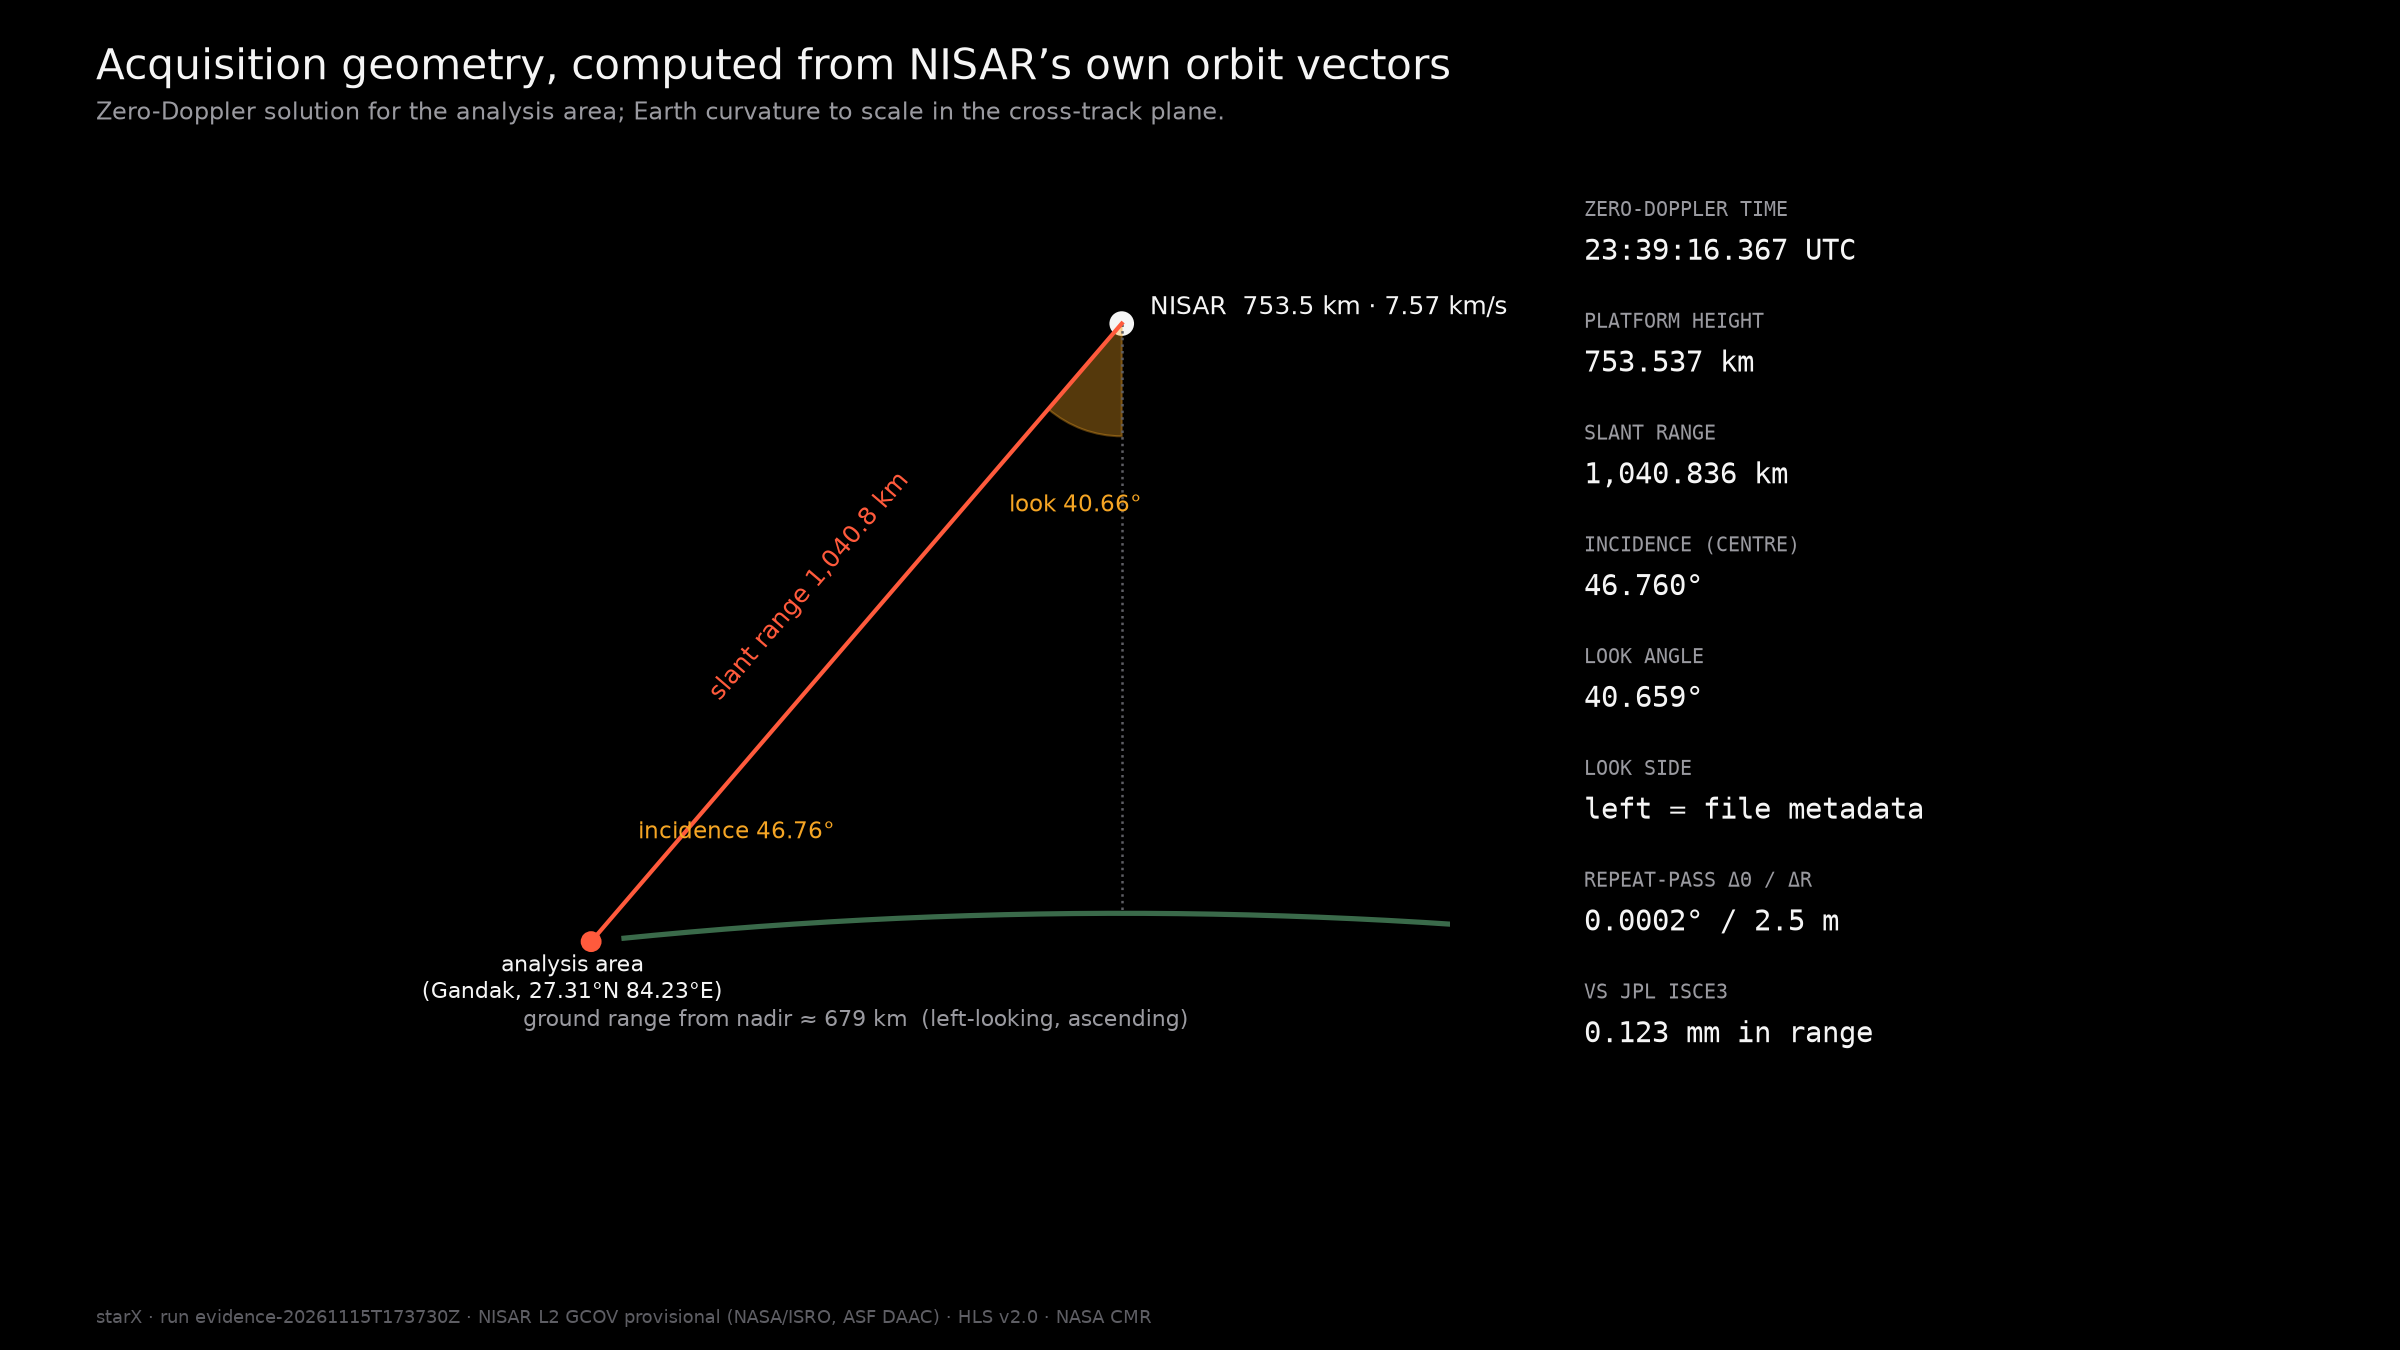 Acquisition geometry, computed from NISAR’s own orbit vectors
Zero-Doppler solution for the analysis area; Earth curvature to scale in the cross-track plane.
NISAR  753.5 km · 7.57 km/s
look 40.66°
slant range 1,040.8 km
incidence 46.76°
analysis area
(Gandak, 27.31°N 84.23°E)
ground range from nadir ≈ 679 km  (left-looking, ascending)
ZERO-DOPPLER TIME
23:39:16.367 UTC
PLATFORM HEIGHT
753.537 km
SLANT RANGE
1,040.836 km
INCIDENCE (CENTRE)
46.760°
LOOK ANGLE
40.659°
LOOK SIDE
left = file metadata
REPEAT-PASS Δθ / ΔR
0.0002° / 2.5 m
VS JPL ISCE3
0.123 mm in range
starX · run evidence-20261115T173730Z · NISAR L2 GCOV provisional (NASA/ISRO, ASF DAAC) · HLS v2.0 · NASA CMR